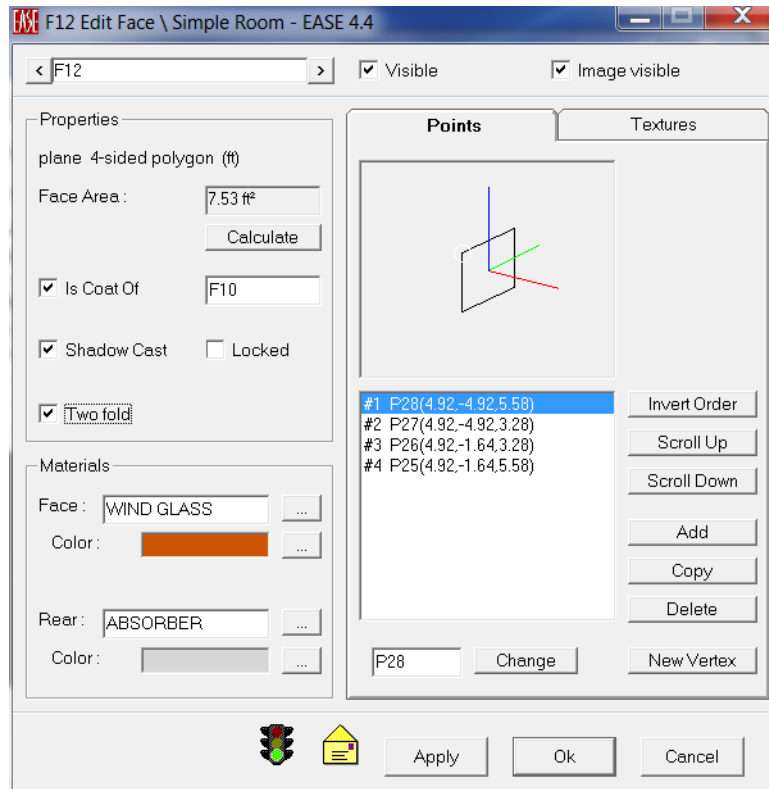 EASE F12 Edit Face \ Simple Room - EASE 4.4
< F12 > Visible Image visible
Properties
plane 4-sided polygon (ft)
Face Area : 7.53 ft²
Calculate
Is Coat Of F10
Shadow Cast Locked
Two fold
Materials
Face : WIND GLASS ...
Color : ...
Rear : ABSORBER ...
Color : ...
Points Textures
#1 P28(4.92,-4.92,5.58)
#2 P27(4.92,-4.92,3.28)
#3 P26(4.92,-1.64,3.28)
#4 P25(4.92,-1.64,5.58)
Invert Order
Scroll Up
Scroll Down
Add
Copy
Delete
P28 Change New Vertex
Apply Ok Cancel